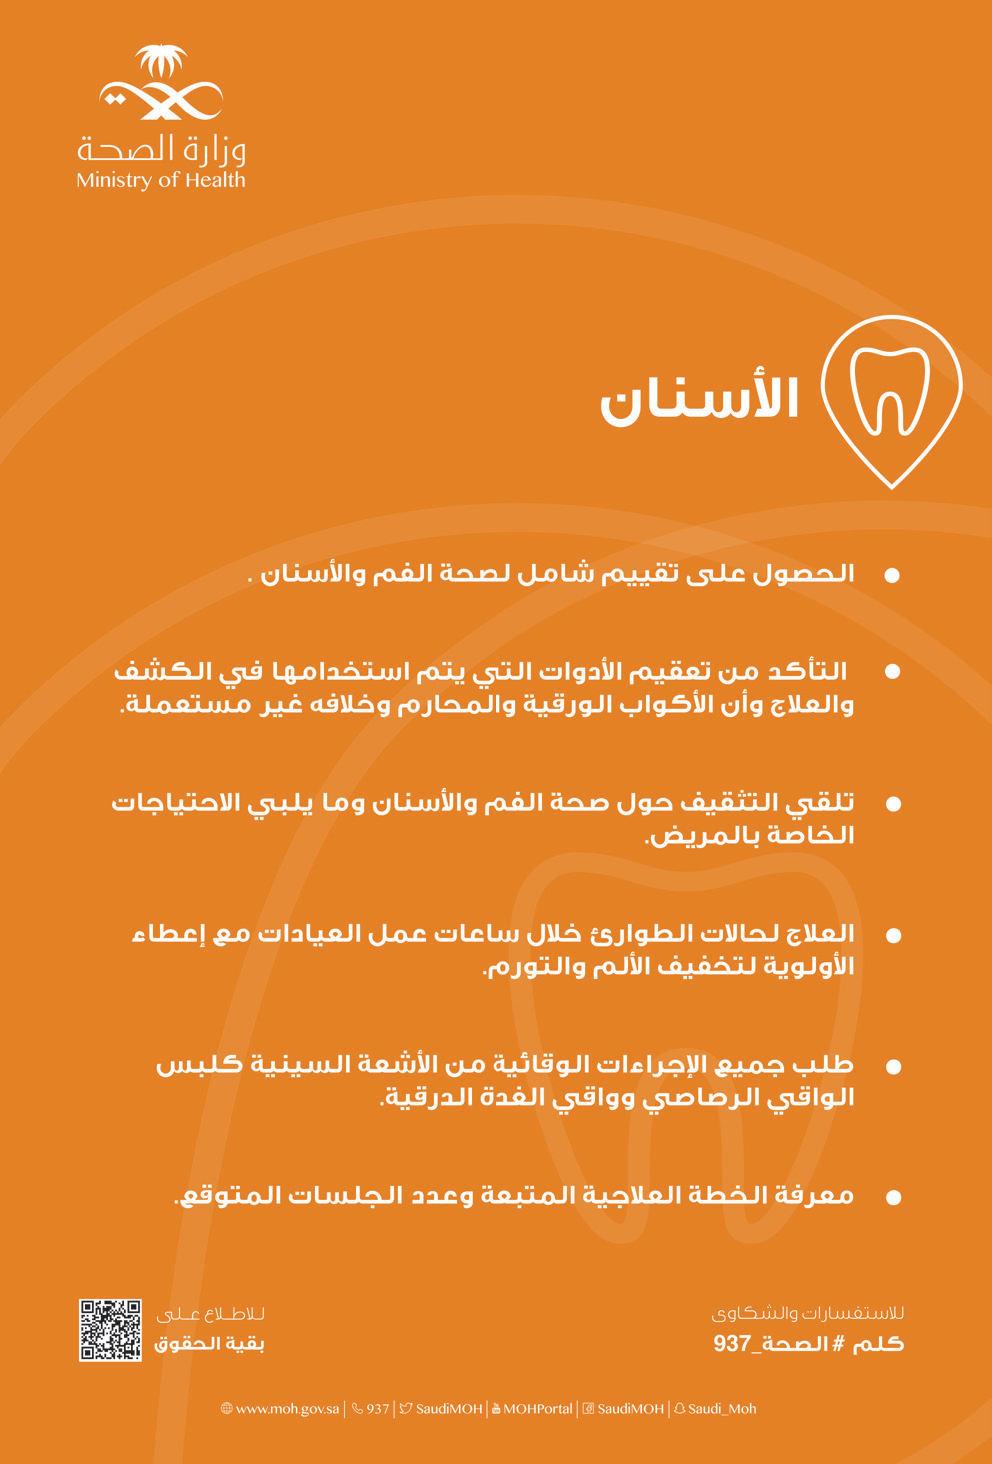 وزارة الصحة
Ministry of Health
الأسنان
الحصول على تقييم شامل لصحة الفم والأسنان .
التأكد من تعقيم الأدوات التي يتم استخدامها في الكشف
والعلاج وأن الأكواب الورقية والمحارم وخلافه غير مستعملة.
تلقي التثقيف حول صحة الفم والأسنان وما يلبي الاحتياجات
الخاصة بالمريض.
العلاج لحالات الطوارئ خلال ساعات عمل العيادات مع إعطاء
الأولوية لتخفيف الألم والتورم.
طلب جميع الإجراءات الوقائية من الأشعة السينية كلبس
الواقي الرصاصي وواقي الغدة الدرقية.
معرفة الخطة العلاجية المتبعة وعدد الجلسات المتوقع.
للاستفسارات والشكاوى
كلم #الصحة_937
للاطلاع على
بقية الحقوق
www.moh.gov.sa | 937 | SaudiMOH | MOHPortal | SaudiMOH | Saudi_Moh